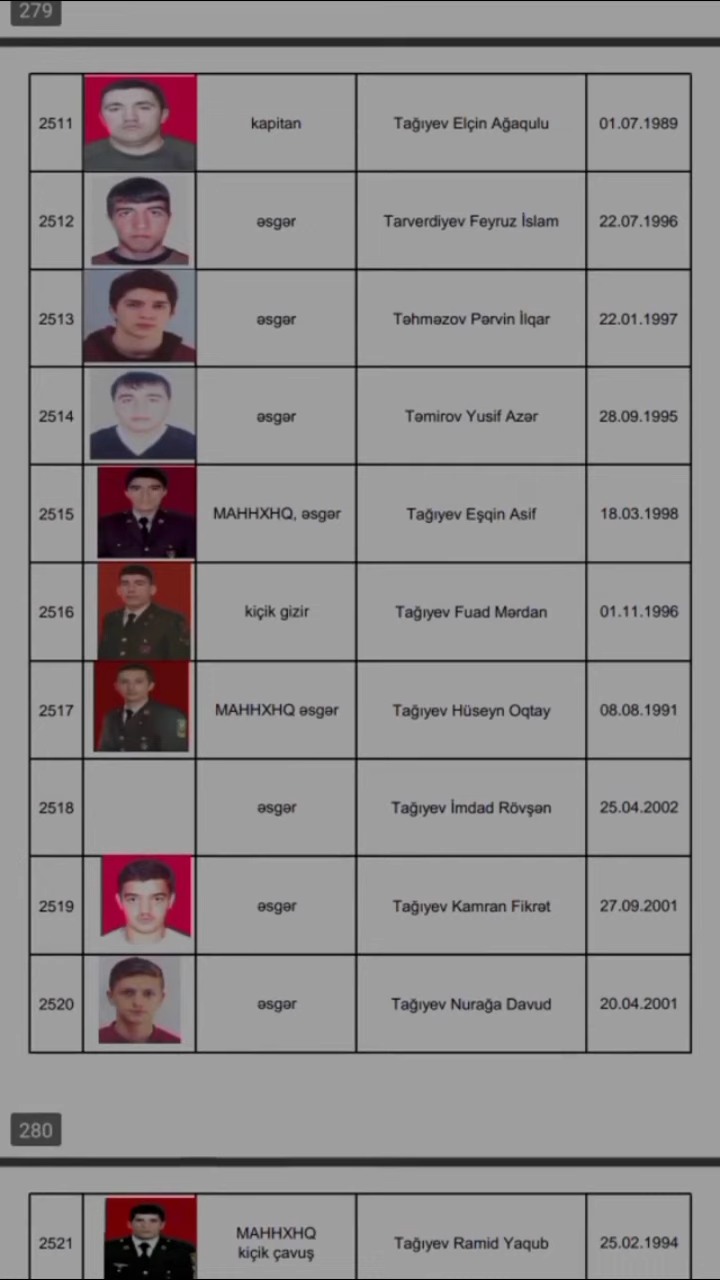 279
2511 kapitan Tağıyev Elçin Ağaqulu 01.07.1989
2512 əsgər Tarverdiyev Feyruz İslam 22.07.1996
2513 əsgər Təhməzov Pərvin İlqar 22.01.1997
2514 əsgər Təmirov Yusif Azər 28.09.1995
2515 MAHHXHQ, əsgər Tağıyev Eşqin Asif 18.03.1998
2516 kiçik gizir Tağıyev Fuad Mərdan 01.11.1996
2517 MAHHXHQ əsgər Tağıyev Hüseyn Oqtay 08.08.1991
2518 əsgər Tağıyev İmdad Rövşən 25.04.2002
2519 əsgər Tağıyev Kamran Fikrət 27.09.2001
2520 əsgər Tağıyev Nurağa Davud 20.04.2001
280
2521 MAHHXHQ kiçik çavuş Tağıyev Ramid Yaqub 25.02.1994